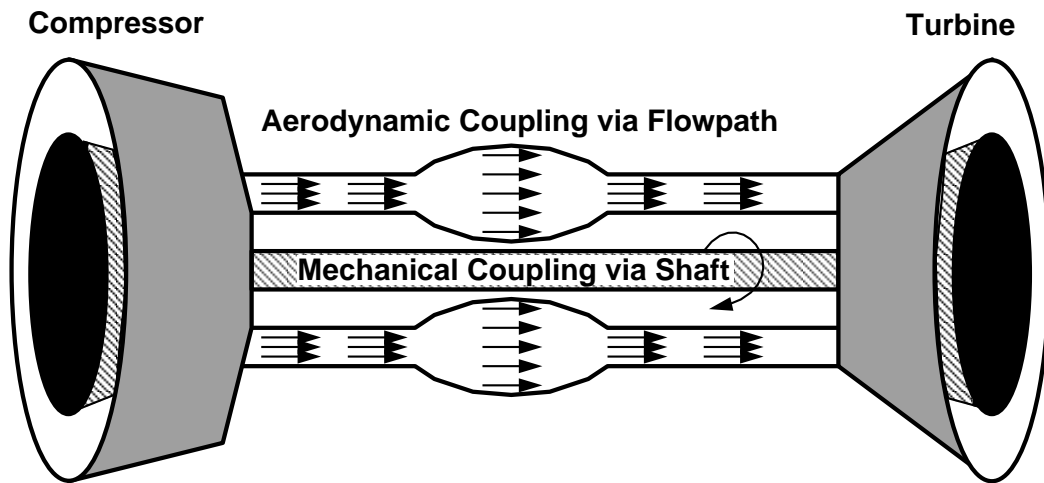 Compressor
Turbine
Aerodynamic Coupling via Flowpath
Mechanical Coupling via Shaft